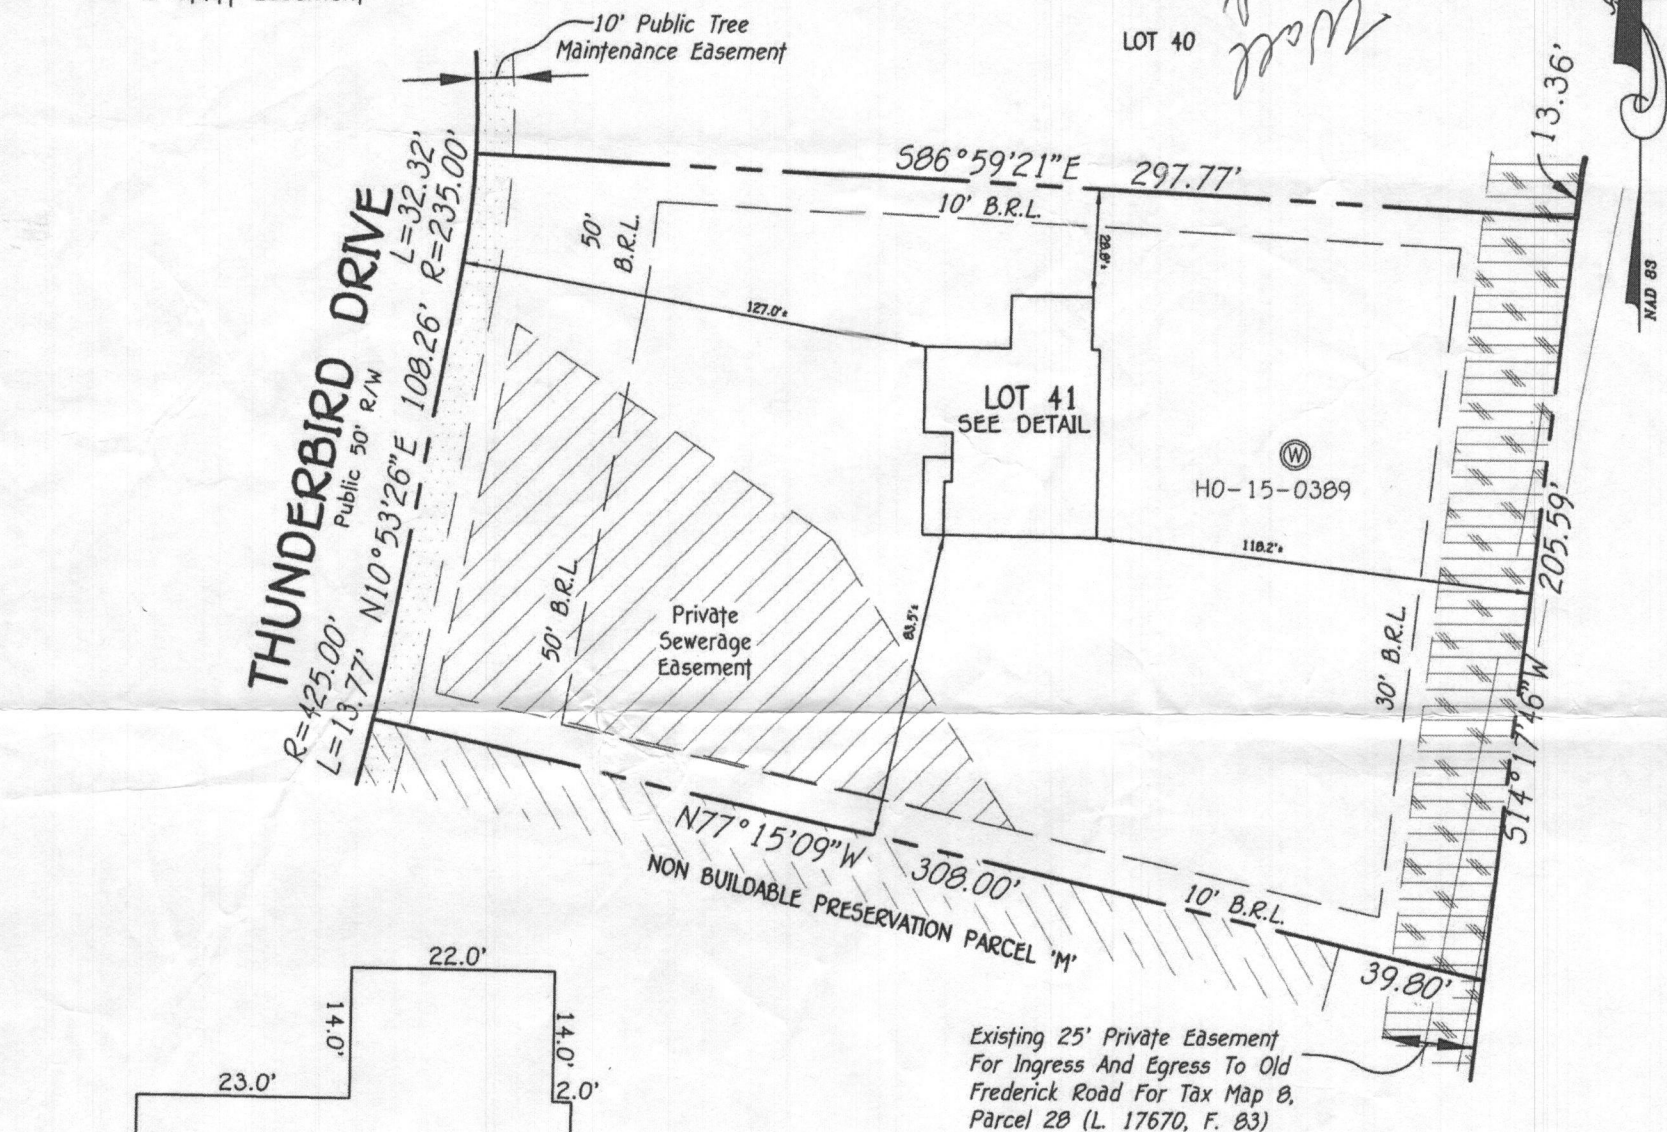 10' Public Tree
Maintenance Easement
LOT 40
Wall
13.36'
NAD 83
S86°59'21"E 297.77'
10' B.R.L.
50'
B.R.L.
L=32.32'
R=235.00'
THUNDERBIRD DRIVE
Public 50' R/W
N10°53'26"E 108.26'
R=425.00'
L=13.77'
127.0'±
LOT 41
SEE DETAIL
W
HO-15-0389
118.2'±
205.59'
S14°17'46"W
30' B.R.L.
50' B.R.L.
Private
Sewerage
Easement
83.5'±
N77°15'09"W 308.00'
10' B.R.L.
NON BUILDABLE PRESERVATION PARCEL 'M'
39.80'
Existing 25' Private Easement
For Ingress And Egress To Old
Frederick Road For Tax Map 8,
Parcel 28 (L. 17670, F. 83)
22.0'
14.0'
14.0'
23.0'
2.0'